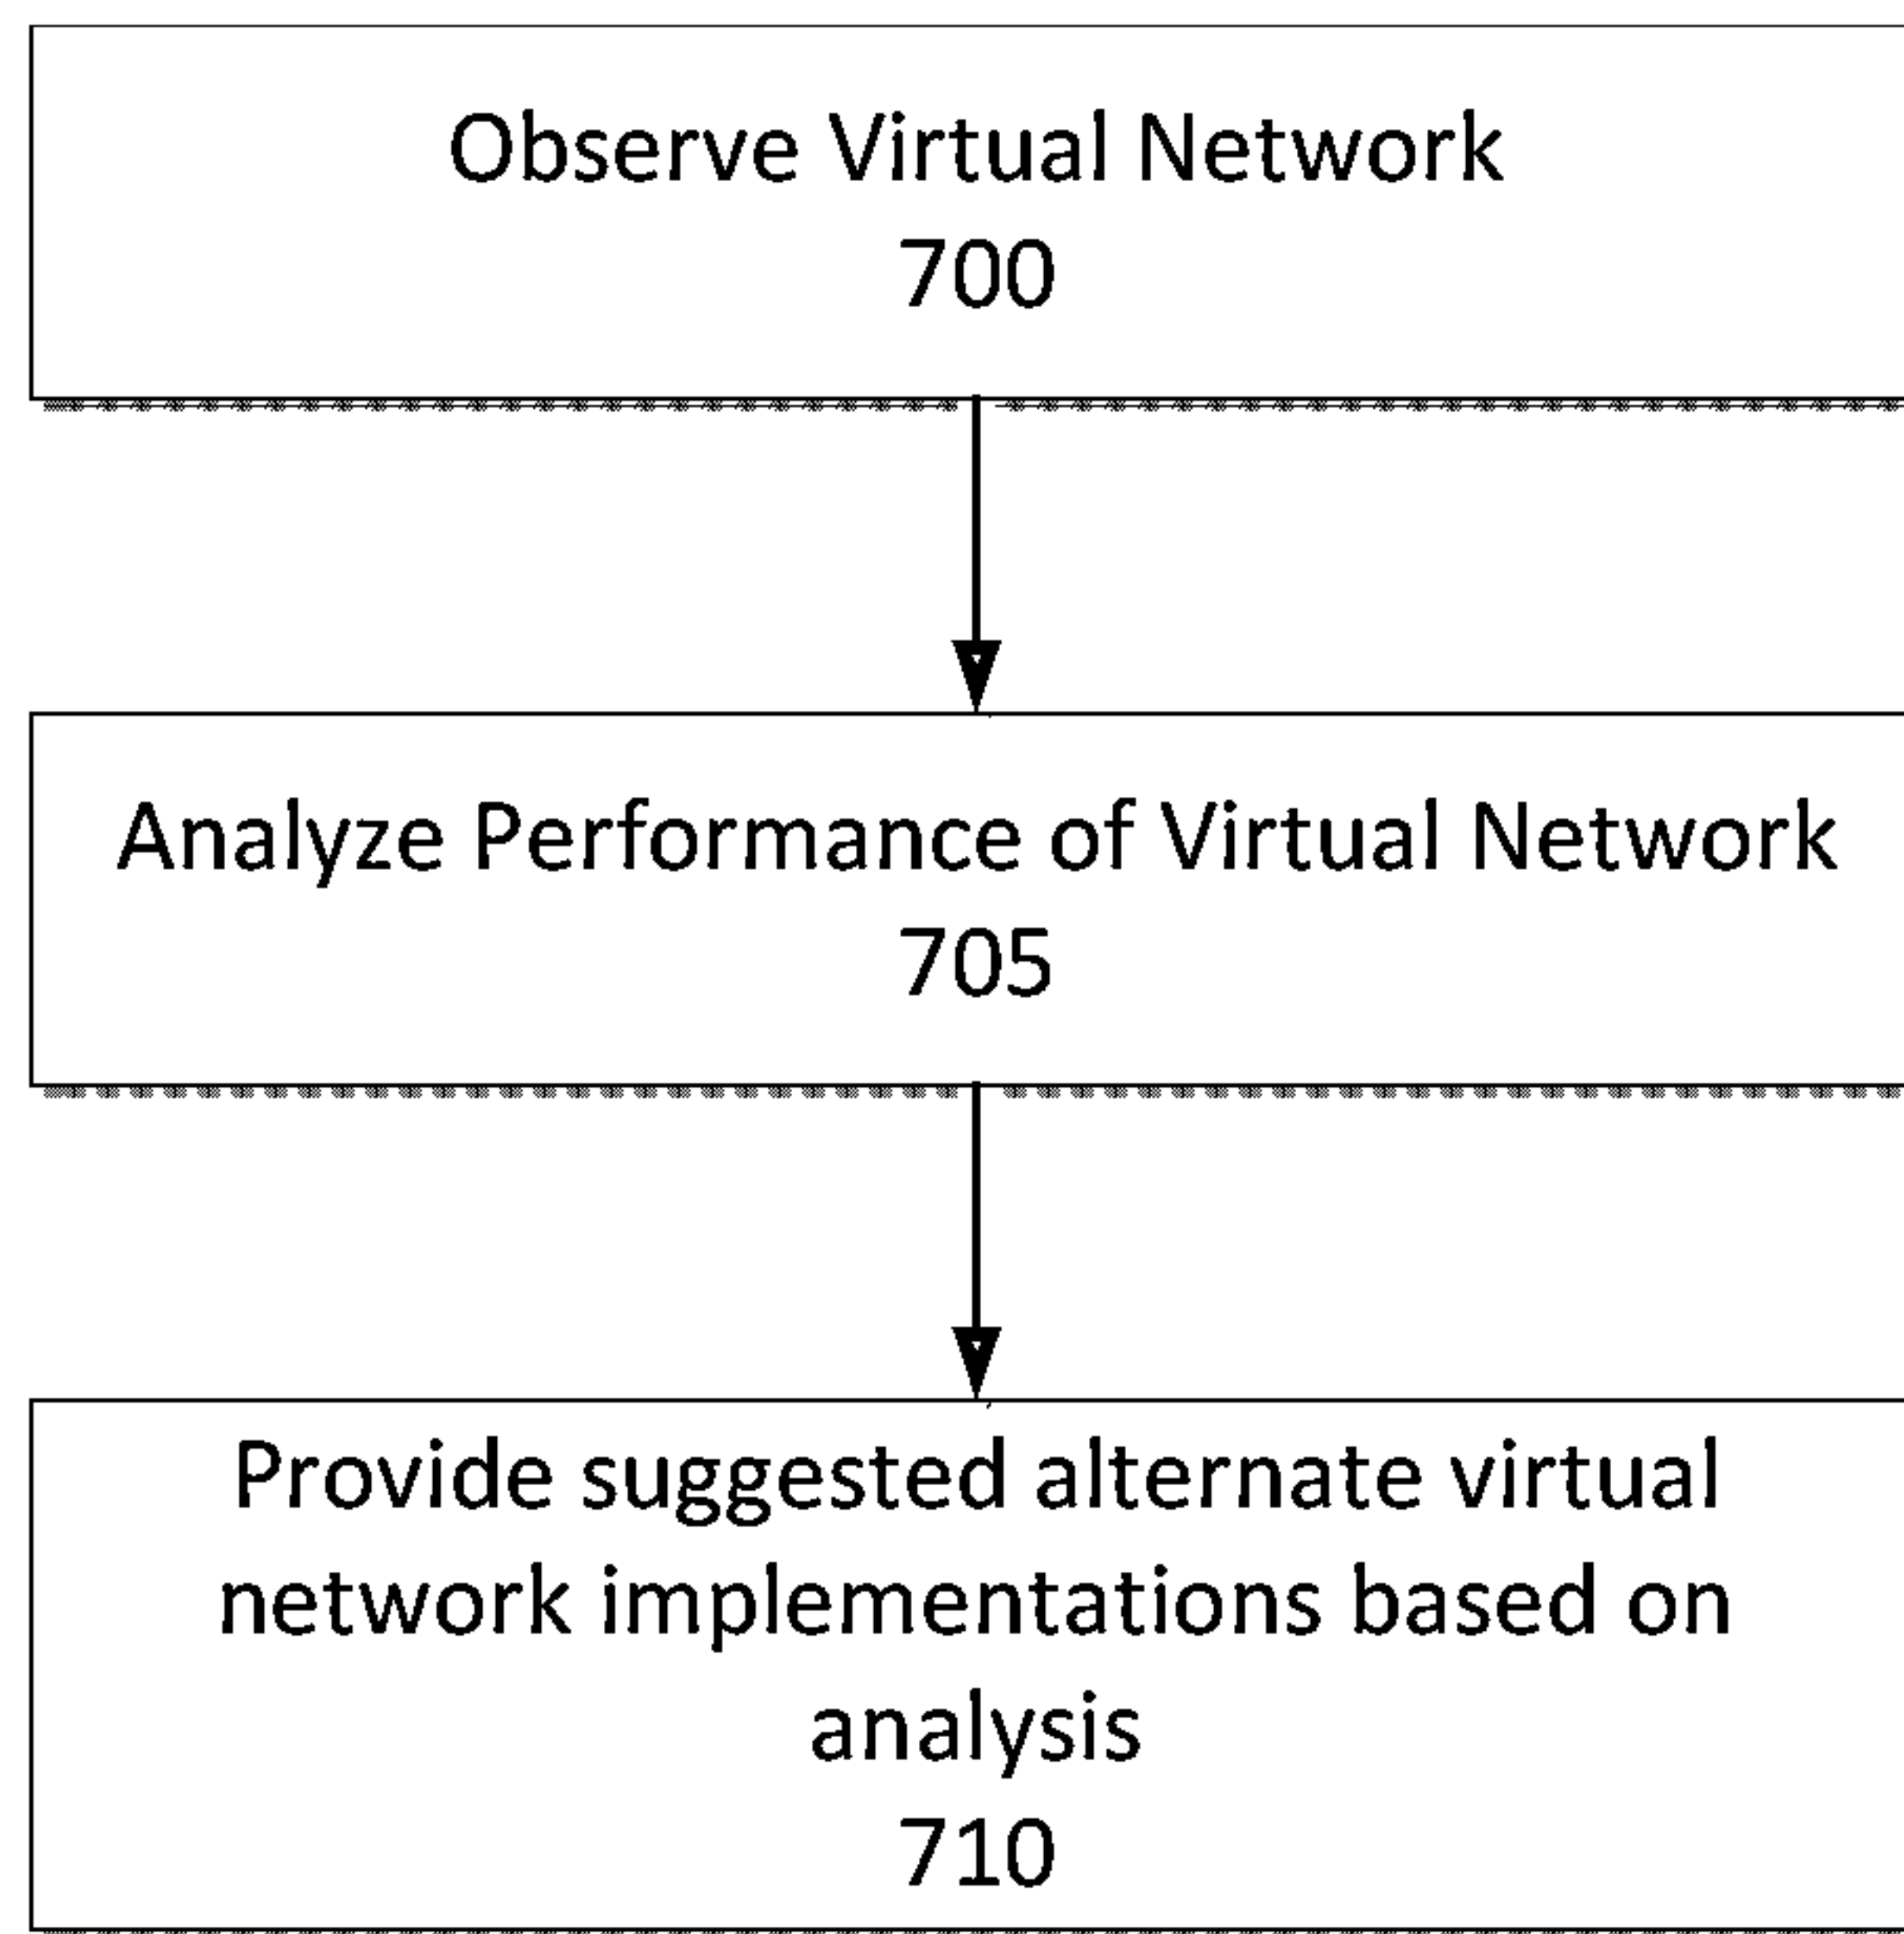 Observe Virtual Network
700
Analyze Performance of Virtual Network
705
Provide suggested alternate virtual
network implementations based on
analysis
710